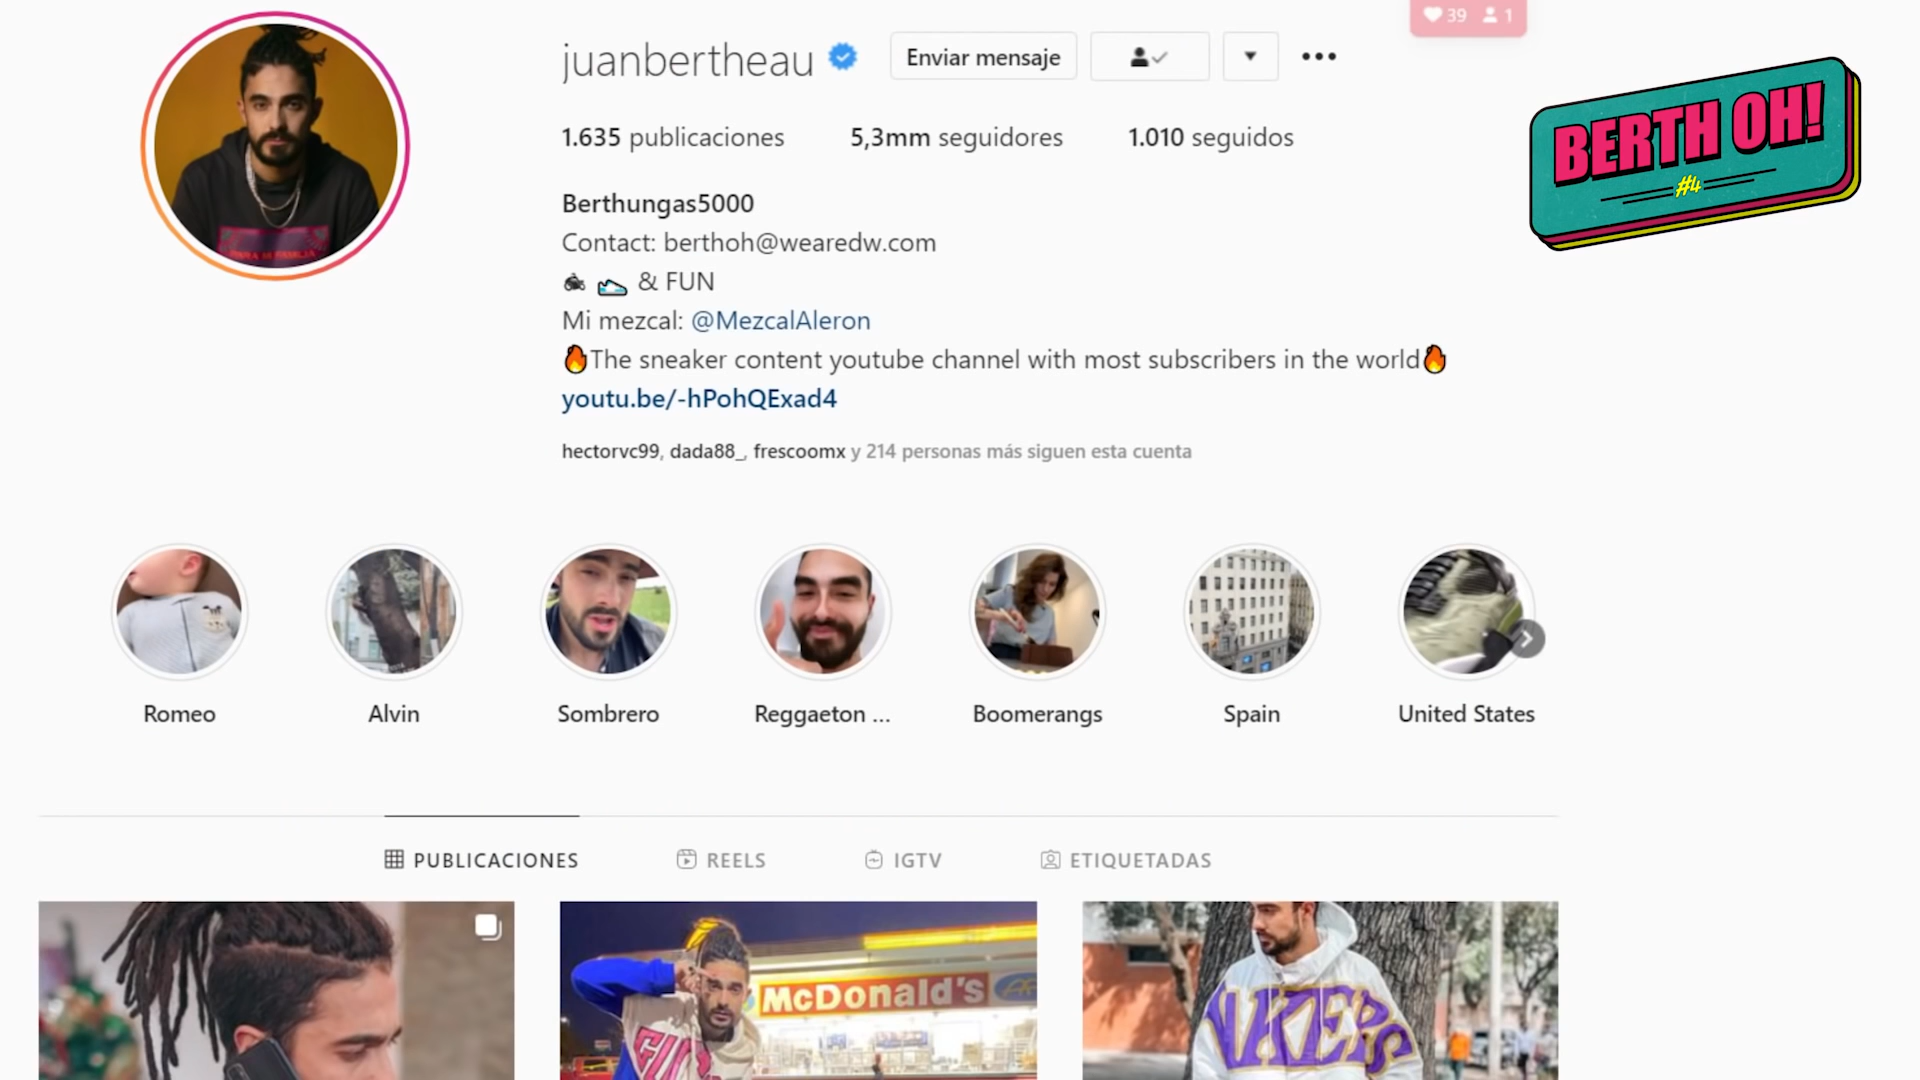 39 1
juanbertheau Enviar mensaje
BERTH OH!
#4
1.635 publicaciones 5,3mm seguidores 1.010 seguidos
Berthungas5000
Contact: berthoh@wearedw.com
& FUN
Mi mezcal: @MezcalAleron
🔥The sneaker content youtube channel with most subscribers in the world🔥
youtu.be/-hPohQExad4
hectorvc99, dada88_, frescoomx y 214 personas más siguen esta cuenta
Romeo Alvin Sombrero Reggaeton ... Boomerangs Spain United States
PUBLICACIONES REELS IGTV ETIQUETADAS
McDonald's